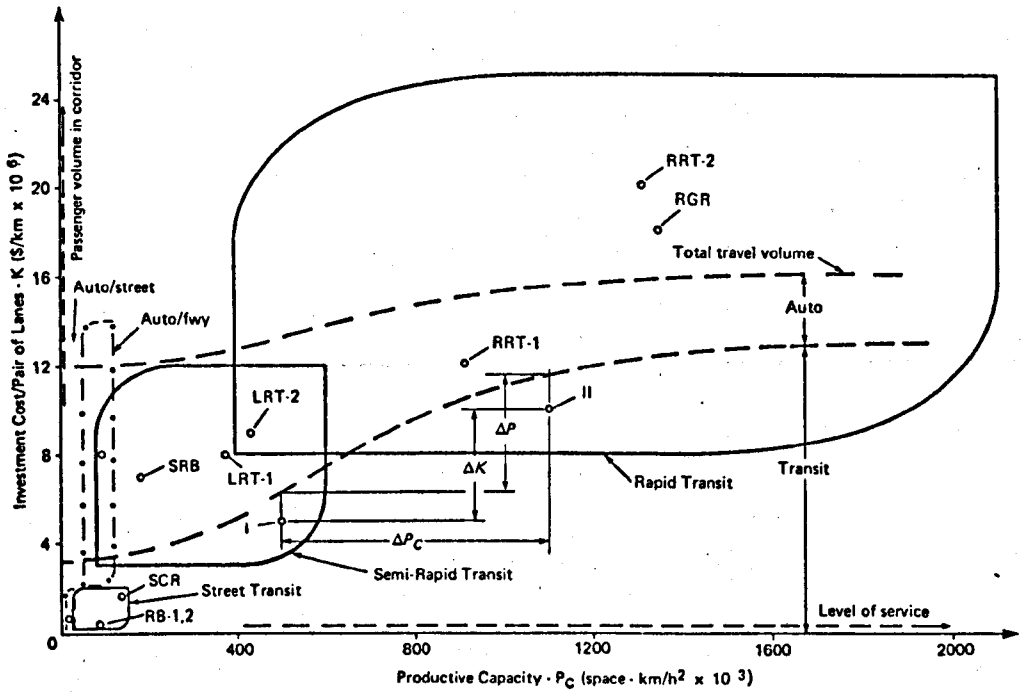 Investment Cost/Pair of Lanes - K ($/km x 10 6)
Passenger volume in corridor
24
20
16
12
8
4
0
RRT-2
RGR
Total travel volume
Auto/street
Auto/fwy
Auto
RRT-1
LRT-2
II
ΔP
SRB
LRT-1
ΔK
Transit
Rapid Transit
I
ΔPC
Semi-Rapid Transit
SCR
Street Transit
RB-1,2
Level of service
400
800
1200
1600
2000
Productive Capacity - PC (space - km/h2 x 10 3)